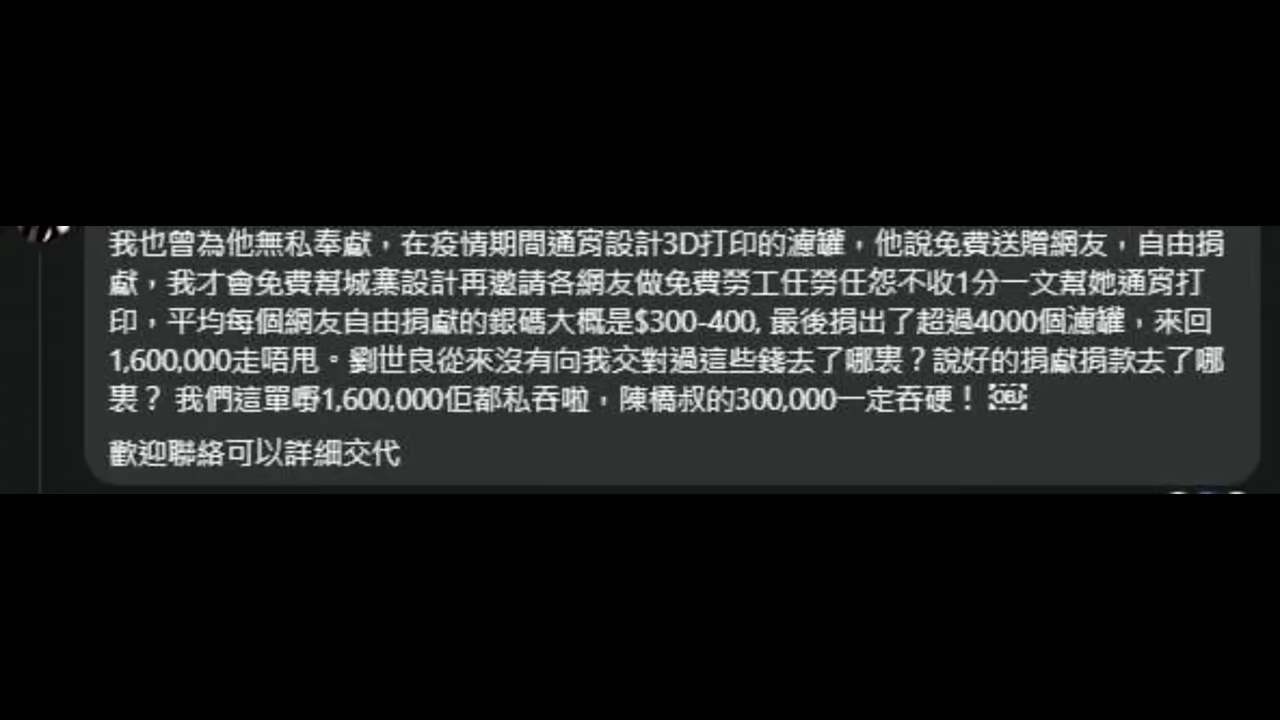 我也曾為他無私奉獻，在疫情期間通宵設計3D打印的濾罐，他說免費送贈網友，自由捐
獻，我才會免費幫城寨設計再邀請各網友做免費勞工任勞任怨不收1分一文幫她通宵打
印，平均每個網友自由捐獻的銀碼大概是$300-400, 最後捐出了超過4000個濾罐，來回
1,600,000走唔甩。劉世良從來沒有向我交對過這些錢去了哪裏？說好的捐獻捐款去了哪
裏？ 我們這單嘢1,600,000佢都私吞啦，陳橋叔的300,000一定吞硬！ OBJ
歡迎聯絡可以詳細交代